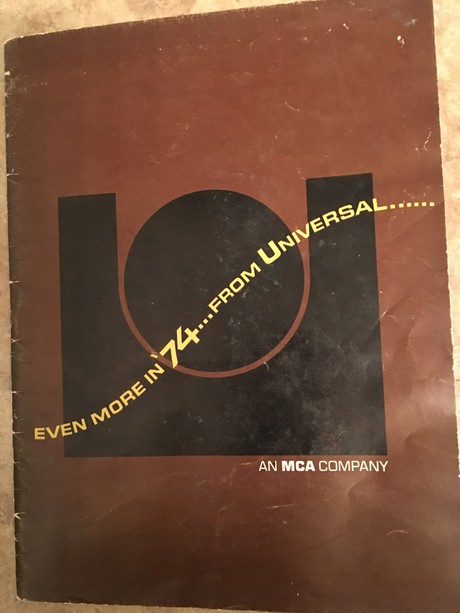 EVEN MORE IN '74...FROM UNIVERSAL......
AN MCA COMPANY